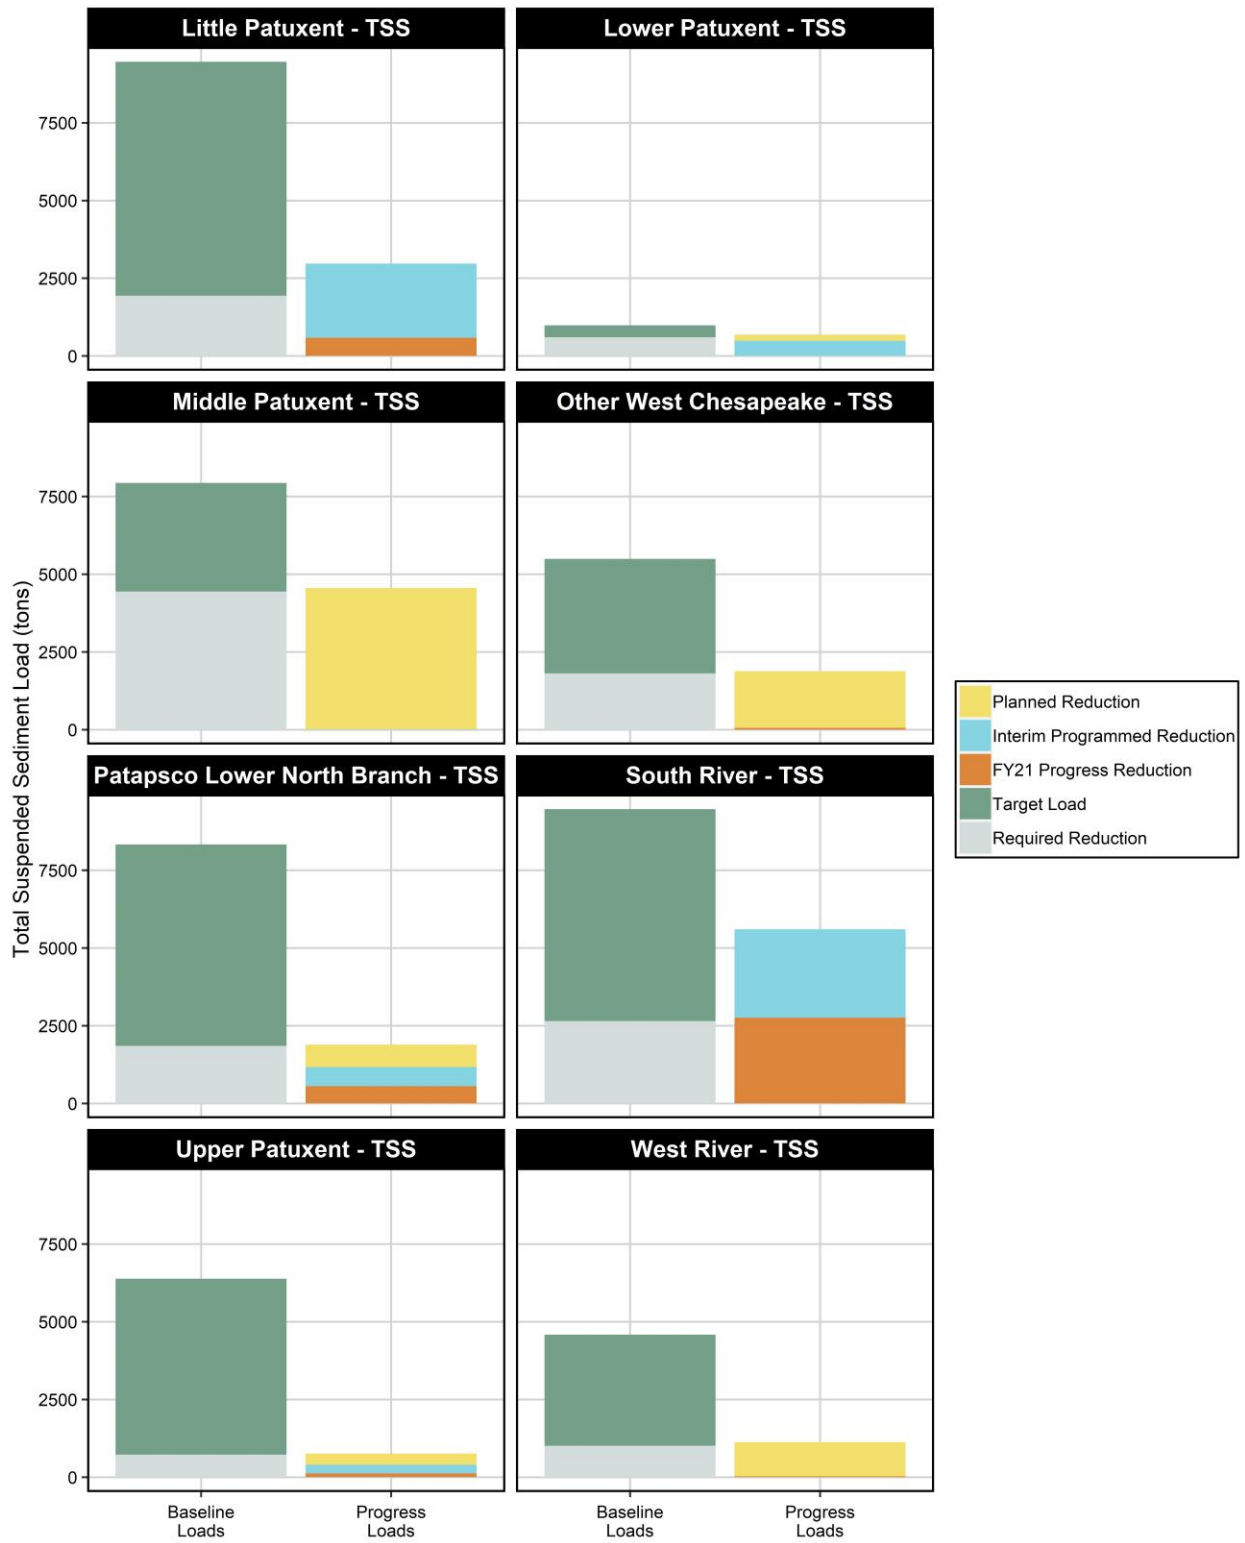 Little Patuxent - TSS
Lower Patuxent - TSS
7500
5000
2500
0
Middle Patuxent - TSS
Other West Chesapeake - TSS
7500
5000
2500
0
Patapsco Lower North Branch - TSS
South River - TSS
7500
5000
2500
0
Upper Patuxent - TSS
West River - TSS
7500
5000
2500
0
Baseline
Loads
Progress
Loads
Baseline
Loads
Progress
Loads
Total Suspended Sediment Load (tons)
Planned Reduction
Interim Programmed Reduction
FY21 Progress Reduction
Target Load
Required Reduction